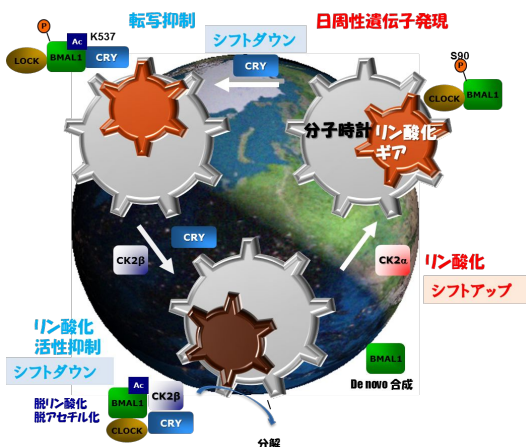 転写抑制
日周性遺伝子発現
シフトダウン
P
Ac
K537
LOCK
BMAL1
CRY
CRY
S90
P
CLOCK
BMAL1
分子時計
リン酸化
ギア
CRY
CK2β
CK2α
リン酸化
シフトアップ
リン酸化
活性抑制
シフトダウン
BMAL1
De novo 合成
脱リン酸化
脱アセチル化
Ac
BMAL1
CK2β
CLOCK
CRY
分解